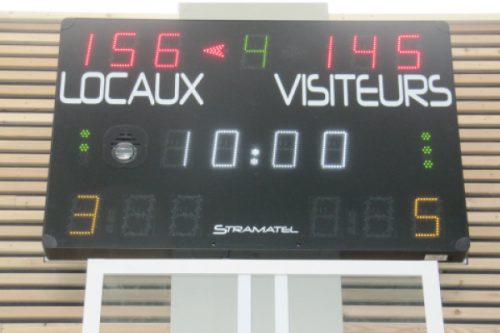 156 4 145
LOCAUX VISITEURS
10:00
3 5
STRAMATEL